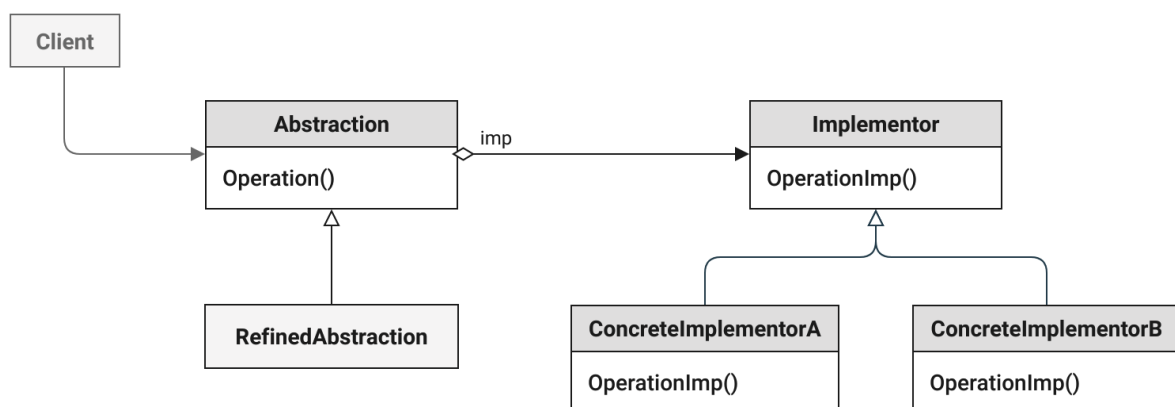 Client
Abstraction
Operation()
imp
Implementor
OperationImp()
RefinedAbstraction
ConcreteImplementorA
OperationImp()
ConcreteImplementorB
OperationImp()